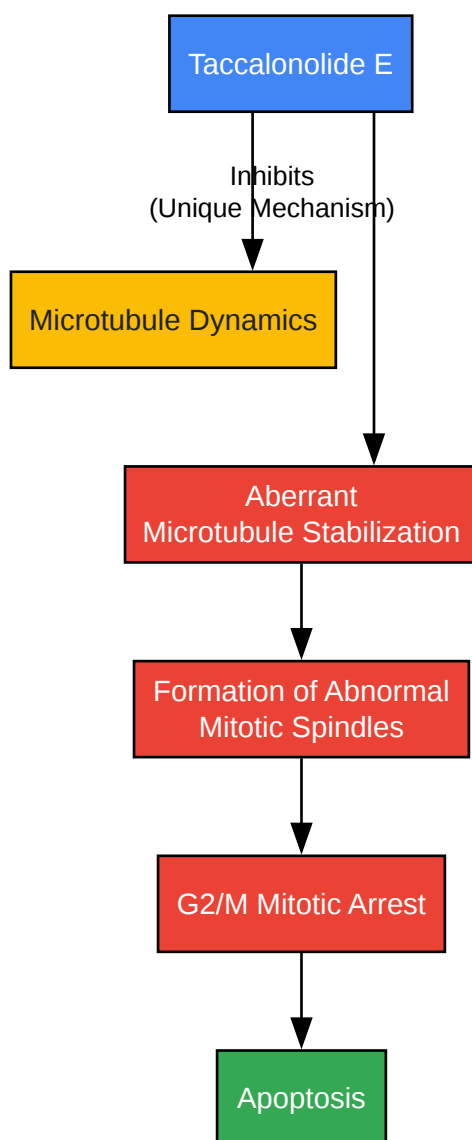 Taccalonolide E
Inhibits
(Unique Mechanism)
Microtubule Dynamics
Aberrant
Microtubule Stabilization
Formation of Abnormal
Mitotic Spindles
G2/M Mitotic Arrest
Apoptosis